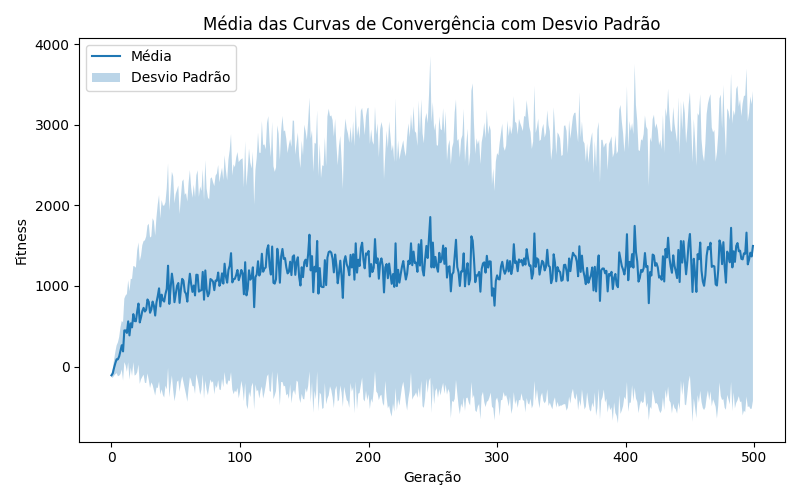 Média das Curvas de Convergência com Desvio Padrão
Média
Desvio Padrão
Fitness
4000
3000
2000
1000
0
0 100 200 300 400 500
Geração